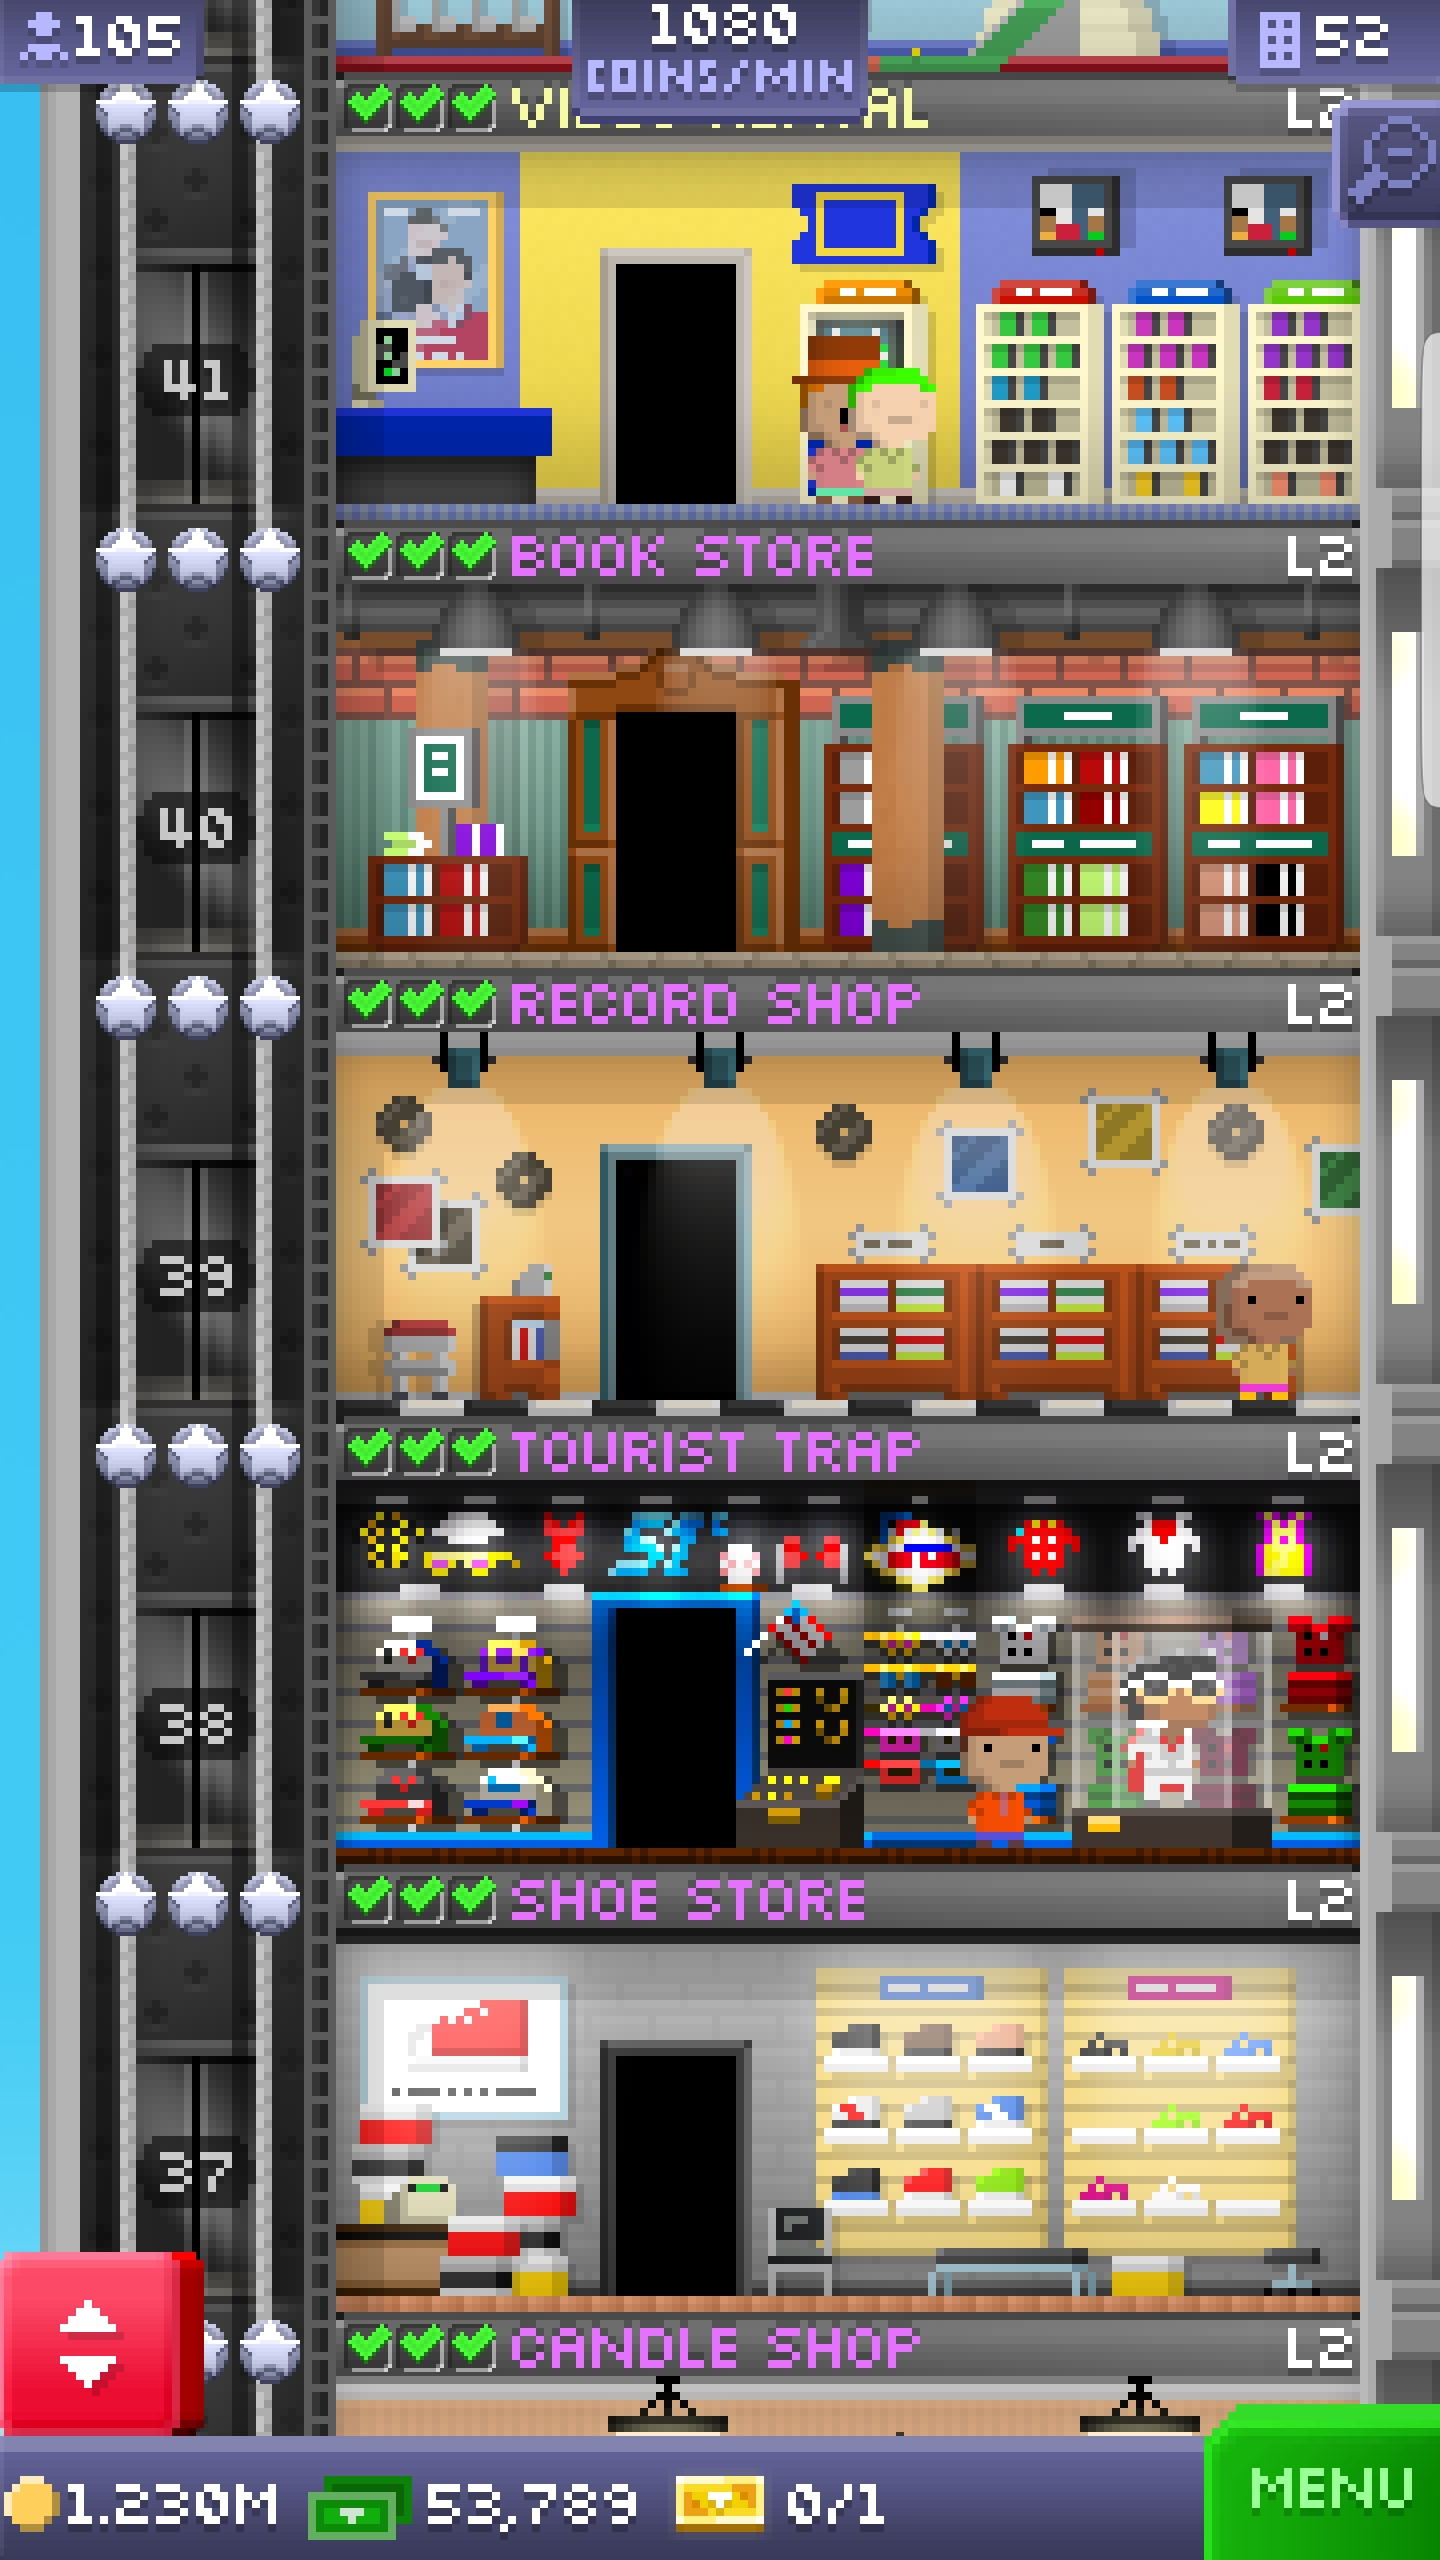 105
1080
COINS/MIN
52
L2
41
BOOK STORE L2
40
RECORD SHOP L2
39
TOURIST TRAP L2
38
SHOE STORE L2
37
CANDLE SHOP L2
1.230M 53,789 0/1 MENU